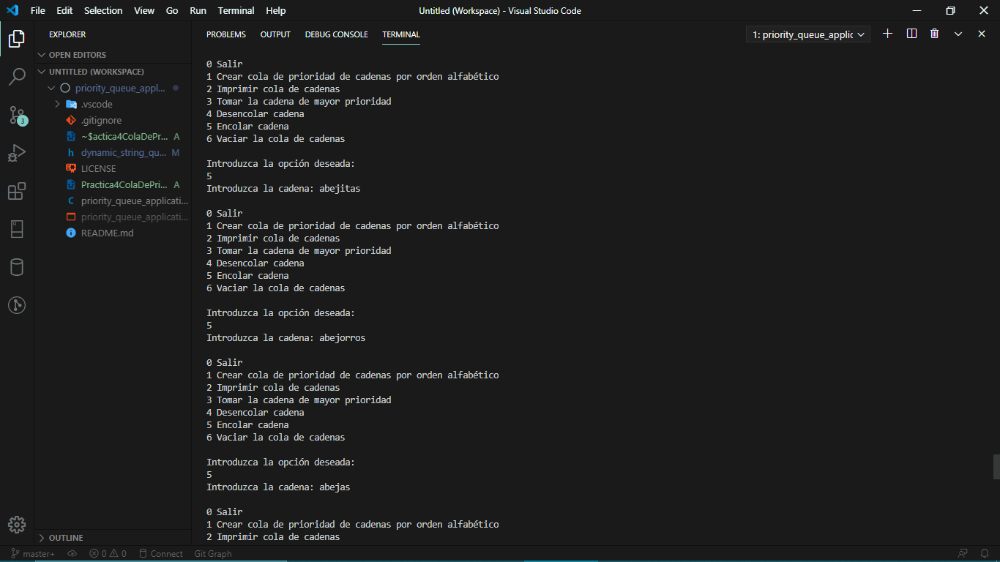 File Edit Selection View Go Run Terminal Help Untitled (Workspace) - Visual Studio Code
EXPLORER
OPEN EDITORS
UNTITLED (WORKSPACE)
priority_queue_appl...
.vscode
.gitignore
~$actica4ColaDePr... A
dynamic_string_qu... M
LICENSE
Practica4ColaDePri... A
priority_queue_applicati...
priority_queue_applicati...
README.md
OUTLINE
3
PROBLEMS OUTPUT DEBUG CONSOLE TERMINAL 1: priority_queue_applic
0 Salir
1 Crear cola de prioridad de cadenas por orden alfabético
2 Imprimir cola de cadenas
3 Tomar la cadena de mayor prioridad
4 Desencolar cadena
5 Encolar cadena
6 Vaciar la cola de cadenas
Introduzca la opción deseada:
5
Introduzca la cadena: abejitas
0 Salir
1 Crear cola de prioridad de cadenas por orden alfabético
2 Imprimir cola de cadenas
3 Tomar la cadena de mayor prioridad
4 Desencolar cadena
5 Encolar cadena
6 Vaciar la cola de cadenas
Introduzca la opción deseada:
5
Introduzca la cadena: abejorros
0 Salir
1 Crear cola de prioridad de cadenas por orden alfabético
2 Imprimir cola de cadenas
3 Tomar la cadena de mayor prioridad
4 Desencolar cadena
5 Encolar cadena
6 Vaciar la cola de cadenas
Introduzca la opción deseada:
5
Introduzca la cadena: abejas
0 Salir
1 Crear cola de prioridad de cadenas por orden alfabético
2 Imprimir cola de cadenas
master+ 0 0 Connect Git Graph